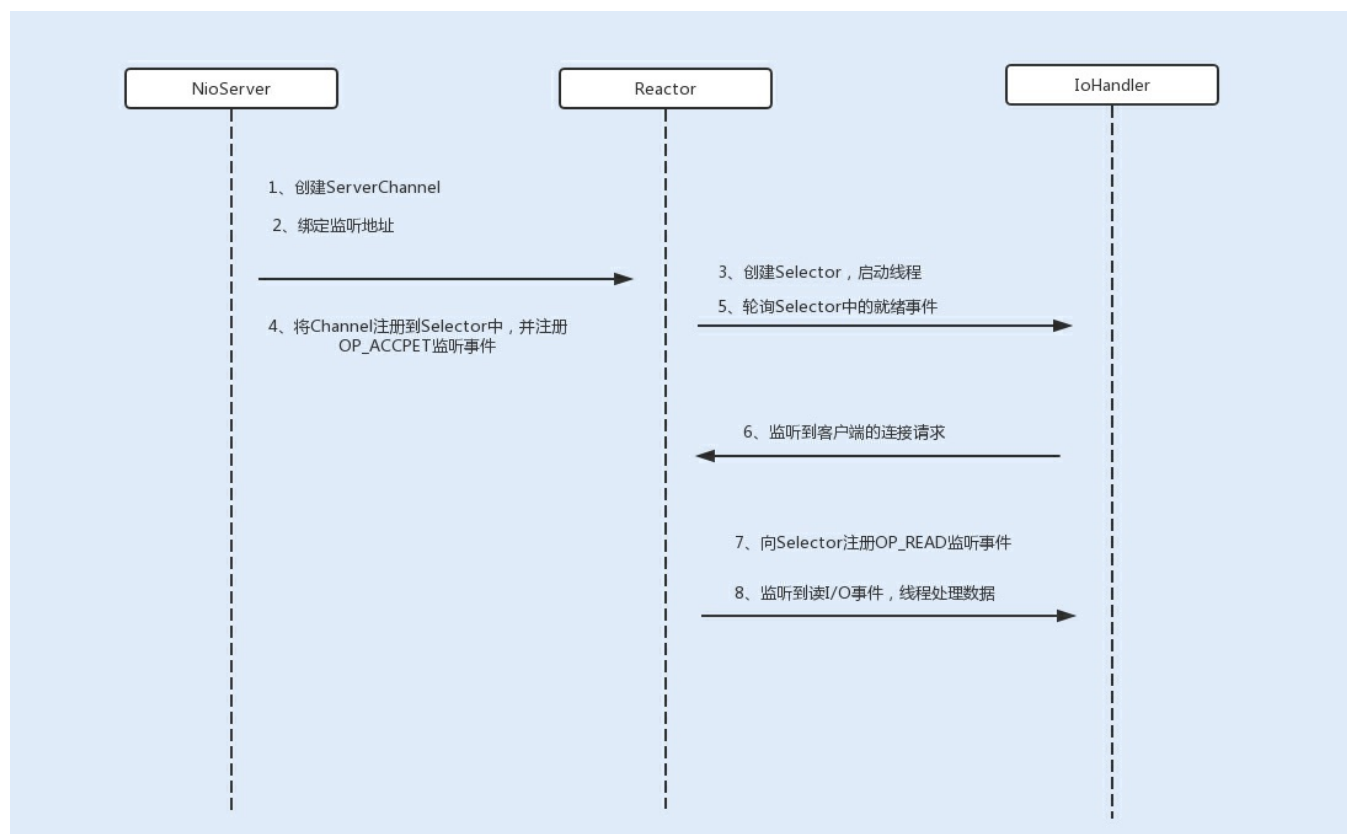 NioServer
Reactor
IoHandler
1、创建ServerChannel
2、绑定监听地址
3、创建Selector，启动线程
5、轮询Selector中的就绪事件
4、将Channel注册到Selector中，并注册
OP_ACCPET监听事件
6、监听到客户端的连接请求
7、向Selector注册OP_READ监听事件
8、监听到读I/O事件，线程处理数据